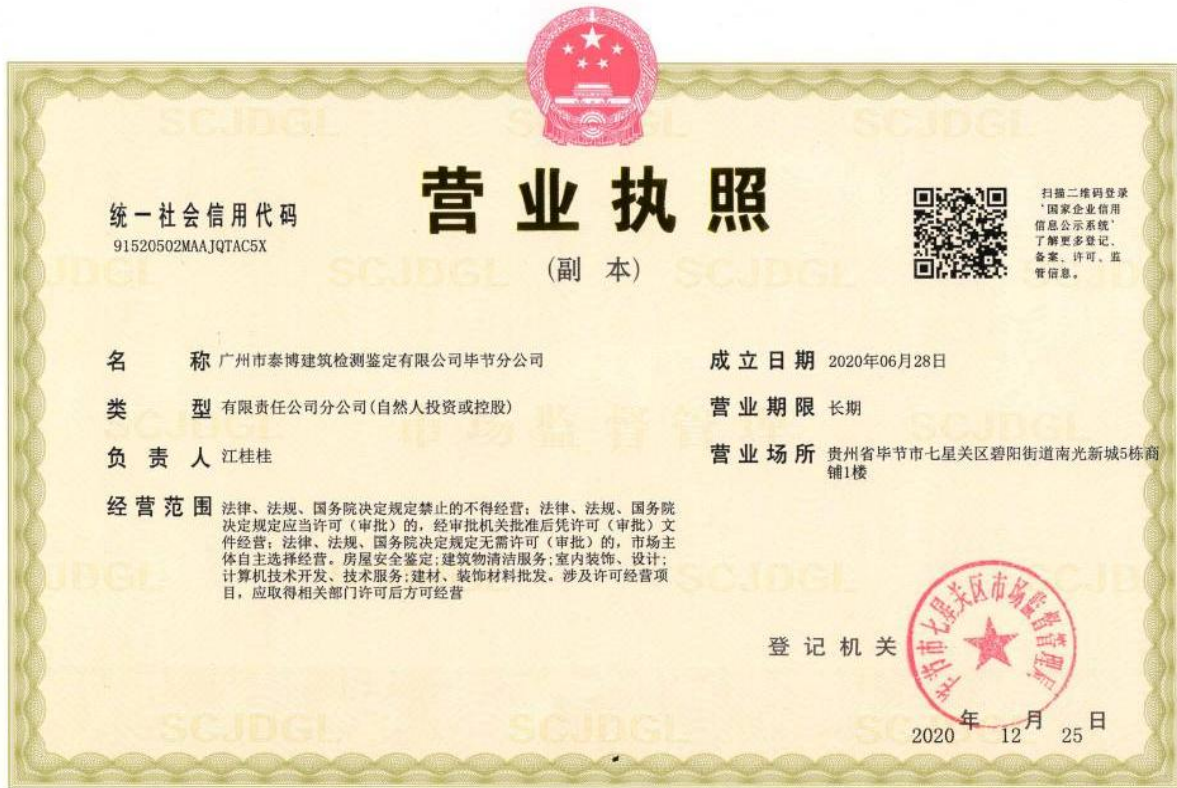 营业执照
(副 本)
统一社会信用代码
91520502MAAJQTAC5X
扫描二维码登录
‘国家企业信用
信息公示系统’
了解更多登记、
备案、许可、监
管信息。
名 称 广州市泰博建筑检测鉴定有限公司毕节分公司
类 型 有限责任公司分公司(自然人投资或控股)
负 责 人 江桂桂
经 营 范 围 法律、法规、国务院决定规定禁止的不得经营；法律、法规、国务院
决定规定应当许可（审批）的，经审批机关批准后凭许可（审批）文
件经营；法律、法规、国务院决定规定无需许可（审批）的，市场主
体自主选择经营。房屋安全鉴定;建筑物清洁服务;室内装饰、设计;
计算机技术开发、技术服务;建材、装饰材料批发。涉及许可经营项
目，应取得相关部门许可后方可经营
成 立 日 期 2020年06月28日
营 业 期 限 长期
营 业 场 所 贵州省毕节市七星关区碧阳街道南光新城5栋商
铺1楼
登 记 机 关
毕节市七星关区市场监督管理局
2020 年 12 月 25 日
SCJDGL
市场监督管理